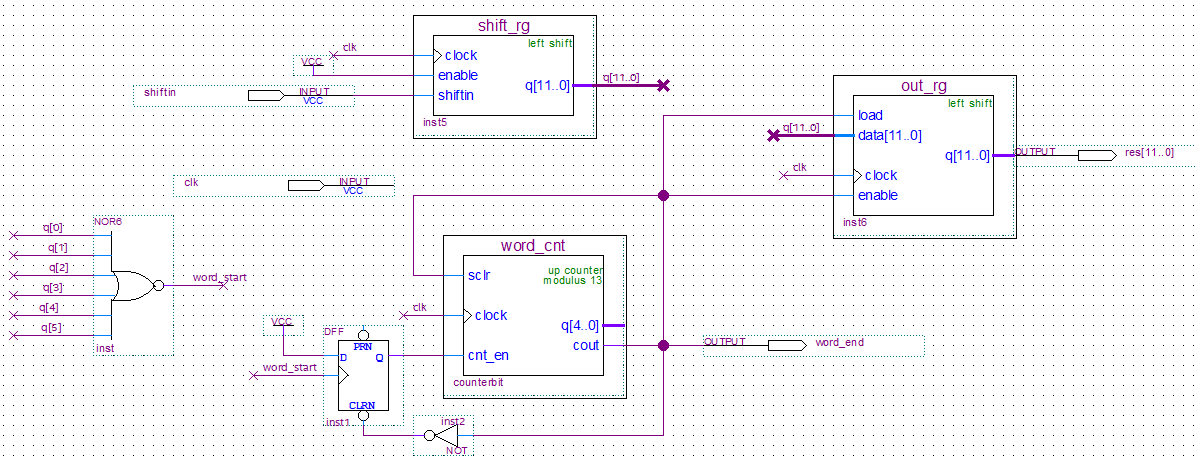 shift_rg
left shift
clk
clock
VCC
enable
shiftin
INPUT
VCC
shiftin
q[11..0]
q[11..0]
inst5
out_rg
left shift
load
q[11..0]
data[11..0]
q[11..0]
OUTPUT
res[11..0]
clk
clock
enable
inst6
clk
INPUT
VCC
NOR6
q[0]
q[1]
q[2]
q[3]
q[4]
q[5]
word_start
inst
word_cnt
up counter
modulus 13
sclr
clk
clock
q[4..0]
cout
cnt_en
counterbit
OUTPUT
word_end
VCC
DFF
PRN
D
Q
word_start
CLRN
inst1
inst2
NOT